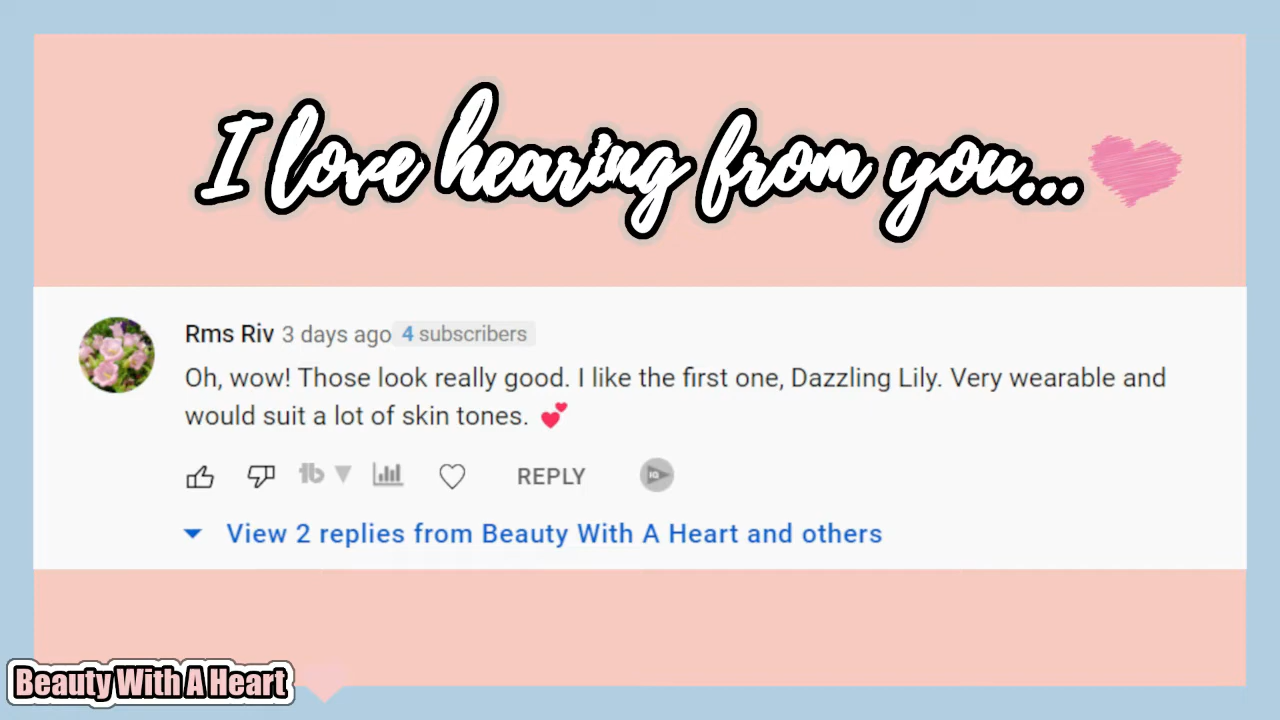 I love hearing from you...
Rms Riv 3 days ago 4 subscribers
Oh, wow! Those look really good. I like the first one, Dazzling Lily. Very wearable and
would suit a lot of skin tones. 💕
tb
REPLY
IQ
View 2 replies from Beauty With A Heart and others
Beauty With A Heart